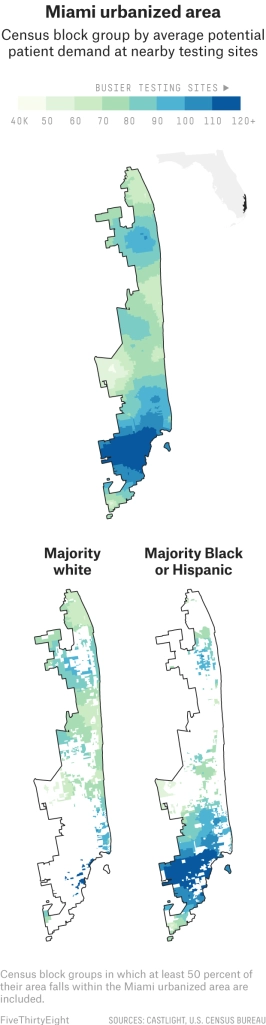 Miami urbanized area
Census block group by average potential
patient demand at nearby testing sites
BUSIER TESTING SITES ▶
40K 50 60 70 80 90 100 110 120+
Majority
white
Majority Black
or Hispanic
Census block groups in which at least 50 percent of
their area falls within the Miami urbanized area are
included.
FiveThirtyEight
SOURCES: CASTLIGHT, U.S. CENSUS BUREAU